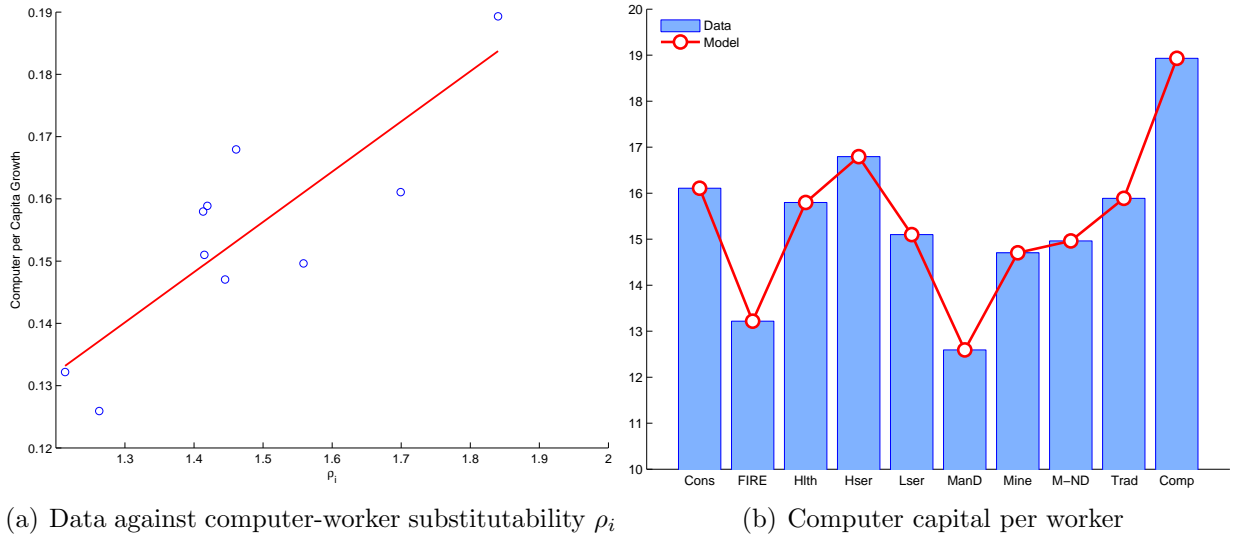 0.19
0.18
0.17
0.16
0.15
0.14
0.13
0.12
Computer per Capita Growth
1.3 1.4 1.5 1.6 1.7 1.8 1.9 2
ρi
(a) Data against computer-worker substitutability ρi
20
19
18
17
16
15
14
13
12
11
10
Data
Model
Cons FIRE Hlth Hser Lser ManD Mine M−ND Trad Comp
(b) Computer capital per worker